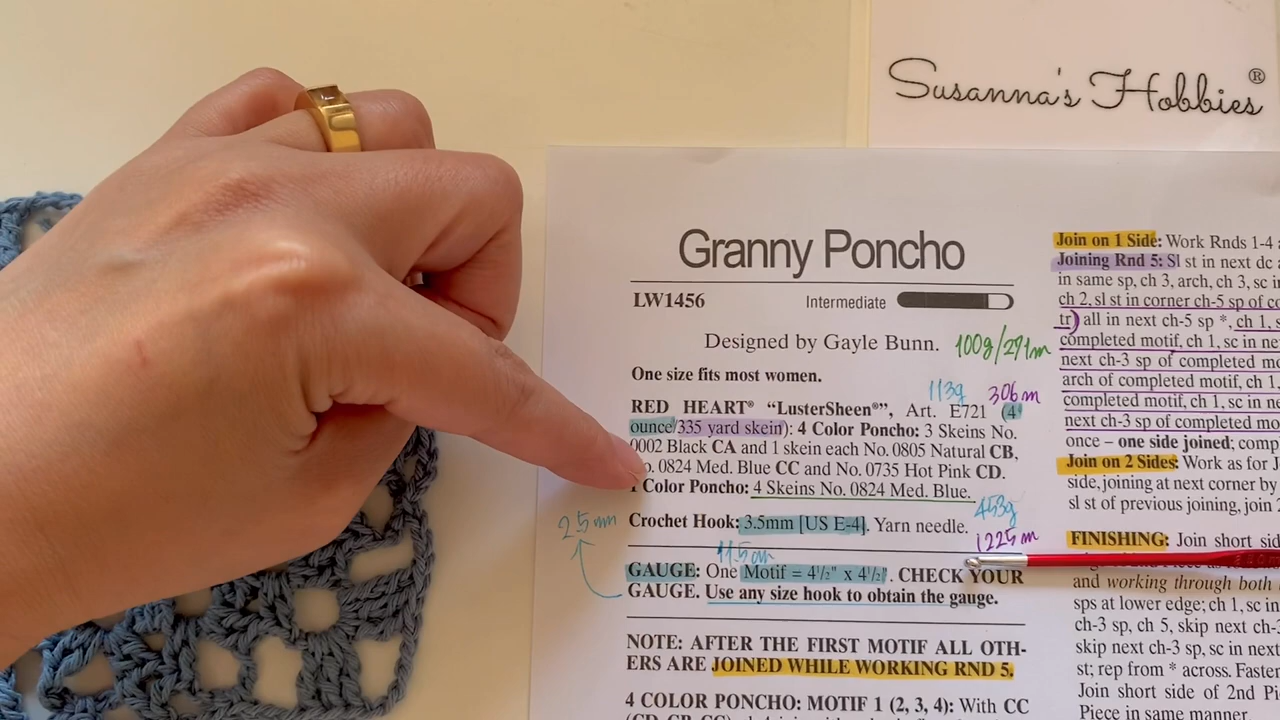 Susanna's Hobbies®
Granny Poncho
LW1456 Intermediate
Designed by Gayle Bunn. 100g/291m
One size fits most women.
113g 306m
RED HEART® “LusterSheen®”, Art. E721 (4
ounce/335 yard skein): 4 Color Poncho: 3 Skeins No.
0002 Black CA and 1 skein each No. 0805 Natural CB,
0824 Med. Blue CC and No. 0735 Hot Pink CD.
Color Poncho: 4 Skeins No. 0824 Med. Blue.
453g
2.5mm
Crochet Hook: 3.5mm [US E-4]. Yarn needle.
1225m
11.5cm
GAUGE: One Motif = 4½" x 4½". CHECK YOUR
GAUGE. Use any size hook to obtain the gauge.
NOTE: AFTER THE FIRST MOTIF ALL OTH-
ERS ARE JOINED WHILE WORKING RND 5.
4 COLOR PONCHO: MOTIF 1 (2, 3, 4): With CC
Join on 1 Side: Work Rnds 1-4
Joining Rnd 5: Sl st in next dc
in same sp, ch 3, arch, ch 3, sc in
ch 2, sl st in corner ch-5 sp of
tr) all in next ch-5 sp *, ch 1,
completed motif, ch 1, sc in
next ch-3 sp of completed
arch of completed motif, ch 1,
completed motif, ch 1, sc in
next ch-3 sp of completed
once – one side joined;
Join on 2 Sides: Work as for
side, joining at next corner by
sl st of previous joining, join
FINISHING: Join short
and working through both
sps at lower edge; ch 1, sc in
ch-3 sp, ch 5, skip next
skip next ch-3 sp, sc in next
st; rep from * across.
Join short side of 2nd
Piece in same manner.